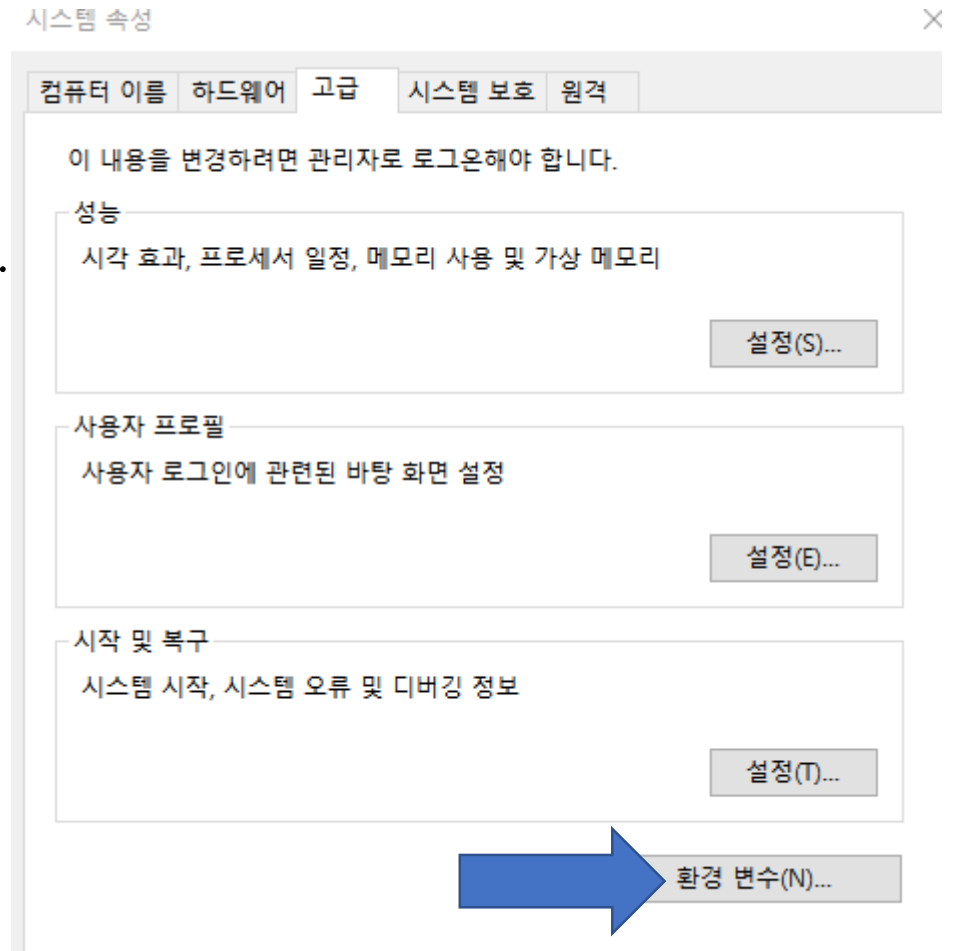 시스템 속성
컴퓨터 이름 하드웨어 고급 시스템 보호 원격
이 내용을 변경하려면 관리자로 로그온해야 합니다.
성능
시각 효과, 프로세서 일정, 메모리 사용 및 가상 메모리
설정(S)...
사용자 프로필
사용자 로그인에 관련된 바탕 화면 설정
설정(E)...
시작 및 복구
시스템 시작, 시스템 오류 및 디버깅 정보
설정(T)...
환경 변수(N)...